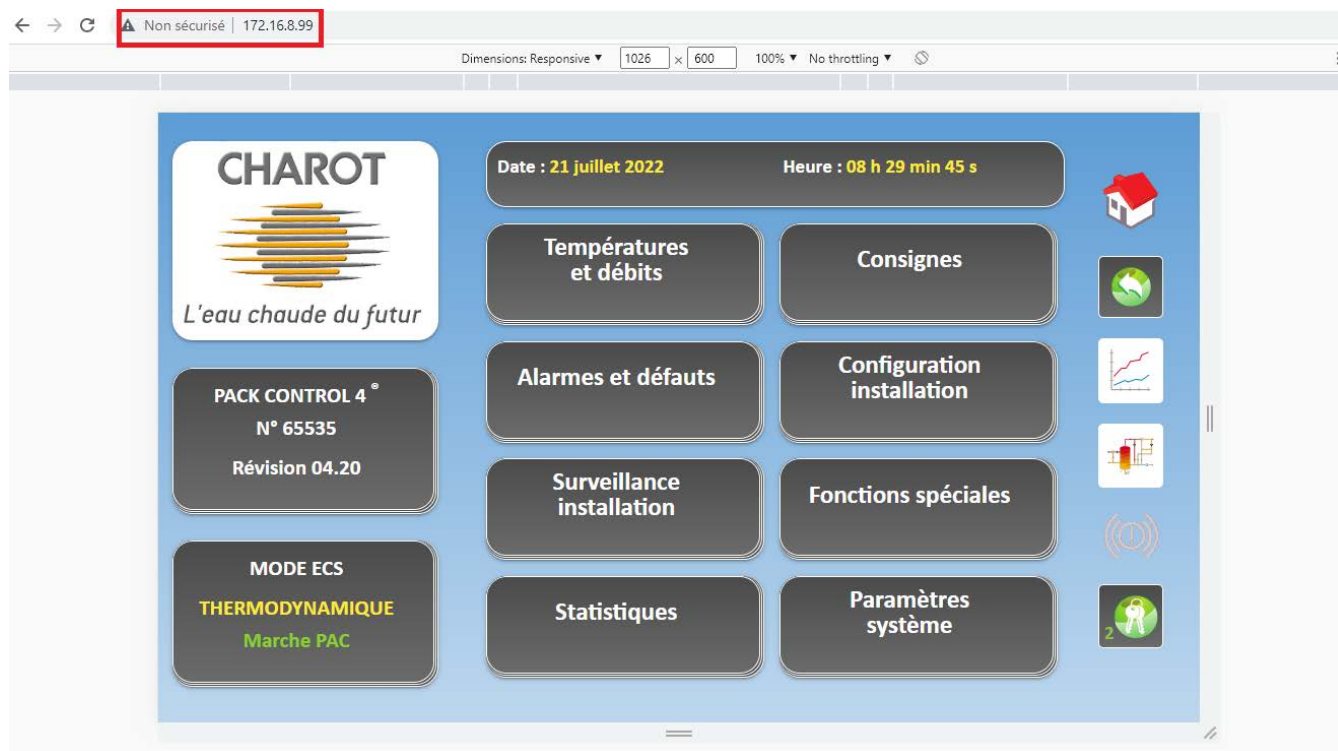 Non sécurisé | 172.16.8.99
Dimensions: Responsive ▼ 1026 × 600 100% ▼ No throttling ▼
CHAROT
L'eau chaude du futur
Date : 21 juillet 2022 Heure : 08 h 29 min 45 s
Températures
et débits
Consignes
Alarmes et défauts
Configuration
installation
PACK CONTROL 4 ®
N° 65535
Révision 04.20
Surveillance
installation
Fonctions spéciales
MODE ECS
THERMODYNAMIQUE
Marche PAC
Statistiques
Paramètres
système
2